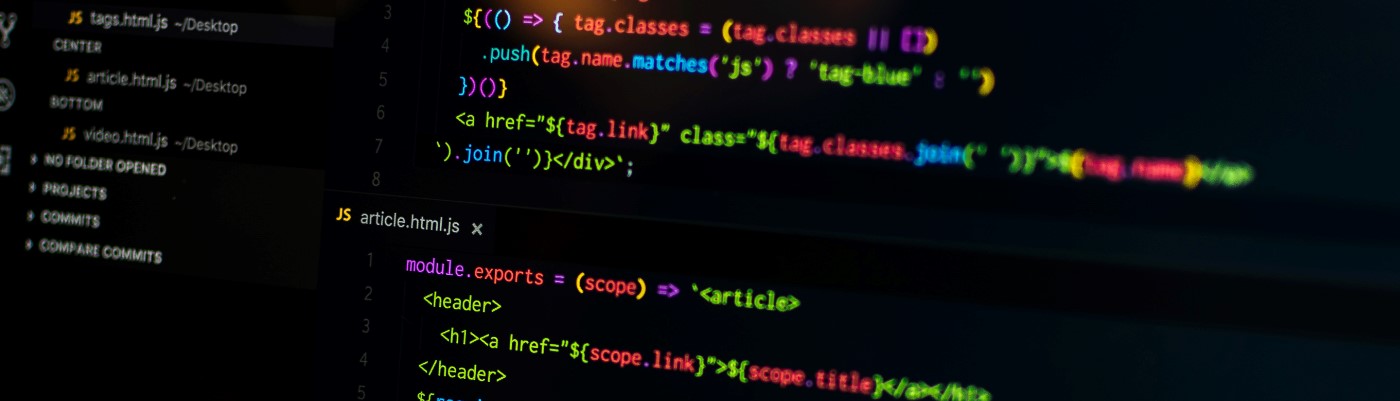 JS tags.html.js ~/Desktop
CENTER
JS article.html.js ~/Desktop
BOTTOM
JS video.html.js ~/Desktop
NO FOLDER OPENED
PROJECTS
COMMITS
COMPARE COMMITS
3 ${(() => { tag.classes = (tag.classes || [])
4 .push(tag.name.matches('js') ? 'tag-blue' : '')
5 })()}
6 <a href="${tag.link}" class="${tag.classes.join(' ')}">${tag.name}</a>
7 `).join('')}</div>`;
8
JS article.html.js ×
1 module.exports = (scope) => `<article>
2 <header>
3 <h1><a href="${scope.link}">${scope.title}</a></h1>
4 </header>
5